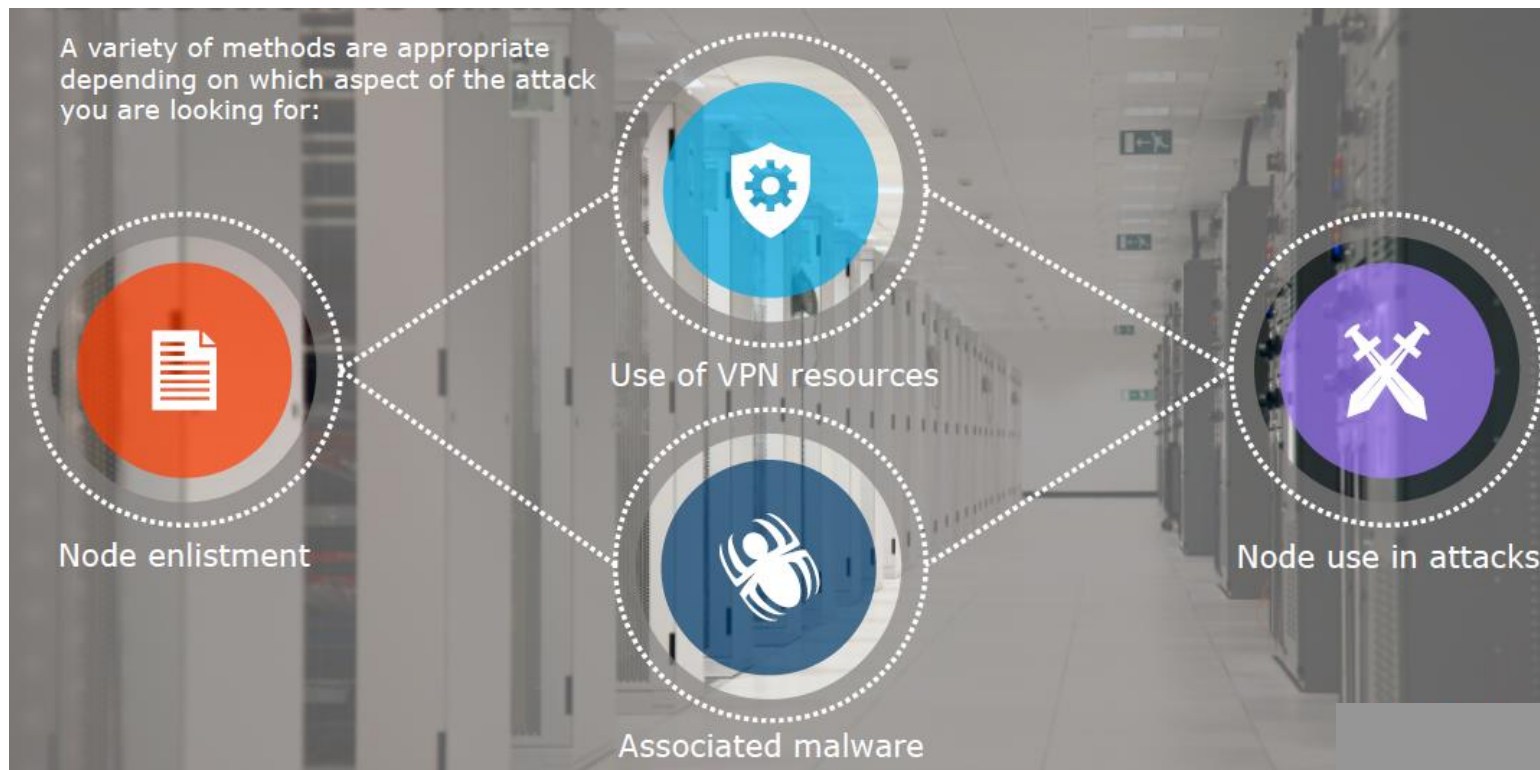 A variety of methods are appropriate
depending on which aspect of the attack
you are looking for:
Use of VPN resources
Node enlistment
Node use in attacks
Associated malware